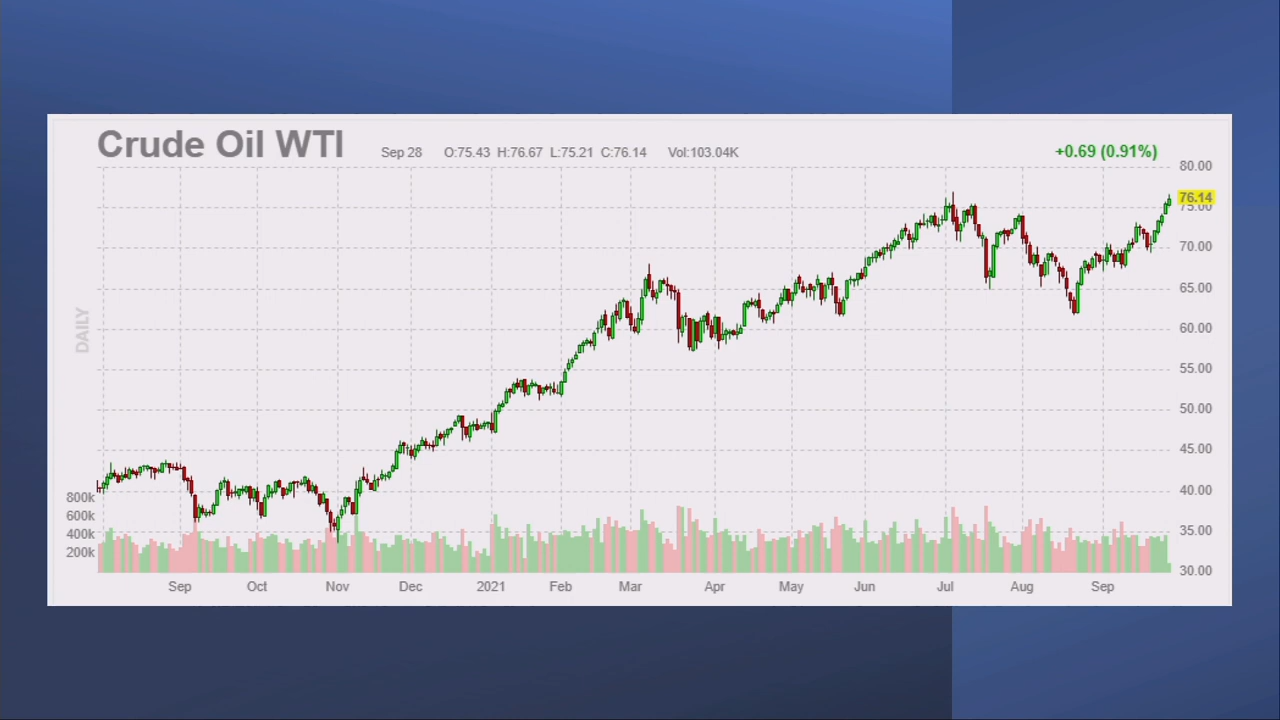 Crude Oil WTI Sep 28 O:75.43 H:76.67 L:75.21 C:76.14 Vol:103.04K +0.69 (0.91%)
80.00
76.14
75.00
70.00
65.00
60.00
DAILY
55.00
50.00
45.00
40.00
800k
600k
400k
35.00
200k
30.00
Sep Oct Nov Dec 2021 Feb Mar Apr May Jun Jul Aug Sep